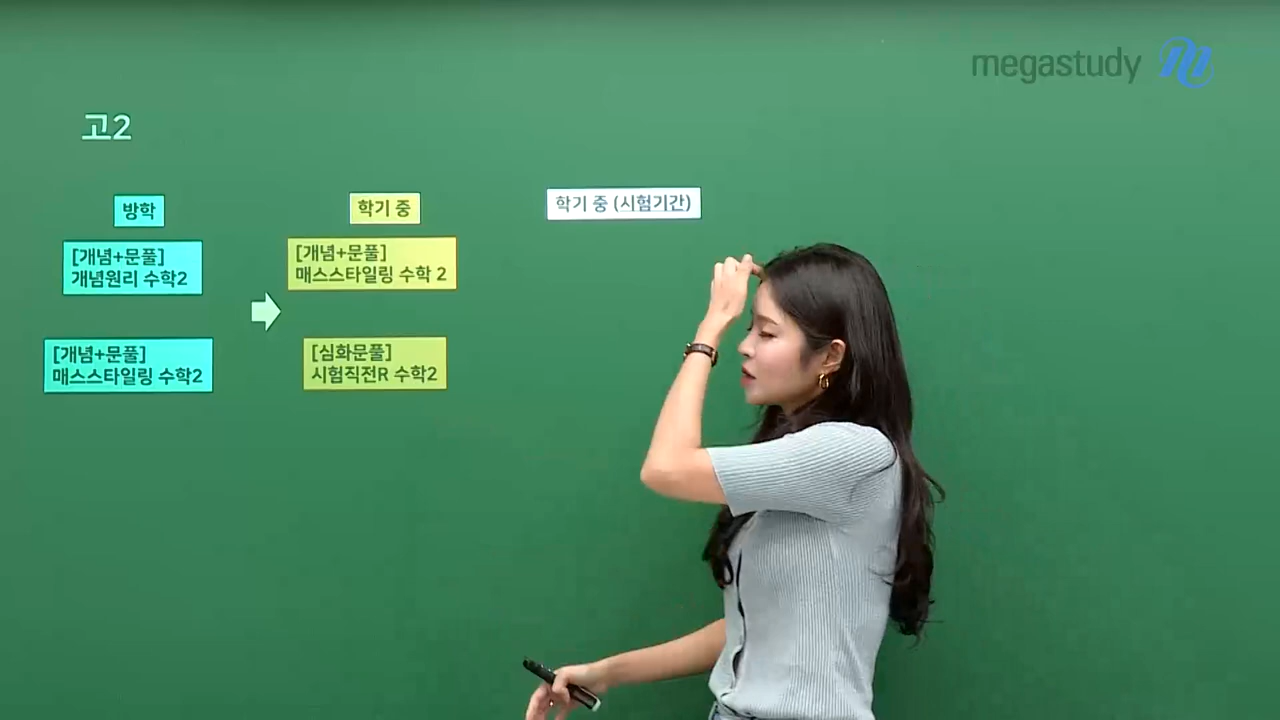 megastudy
고2
방학
[개념+문풀]
개념원리 수학2
[개념+문풀]
매스스타일링 수학2
학기 중
[개념+문풀]
매스스타일링 수학 2
[심화문풀]
시험직전R 수학2
학기 중 (시험기간)